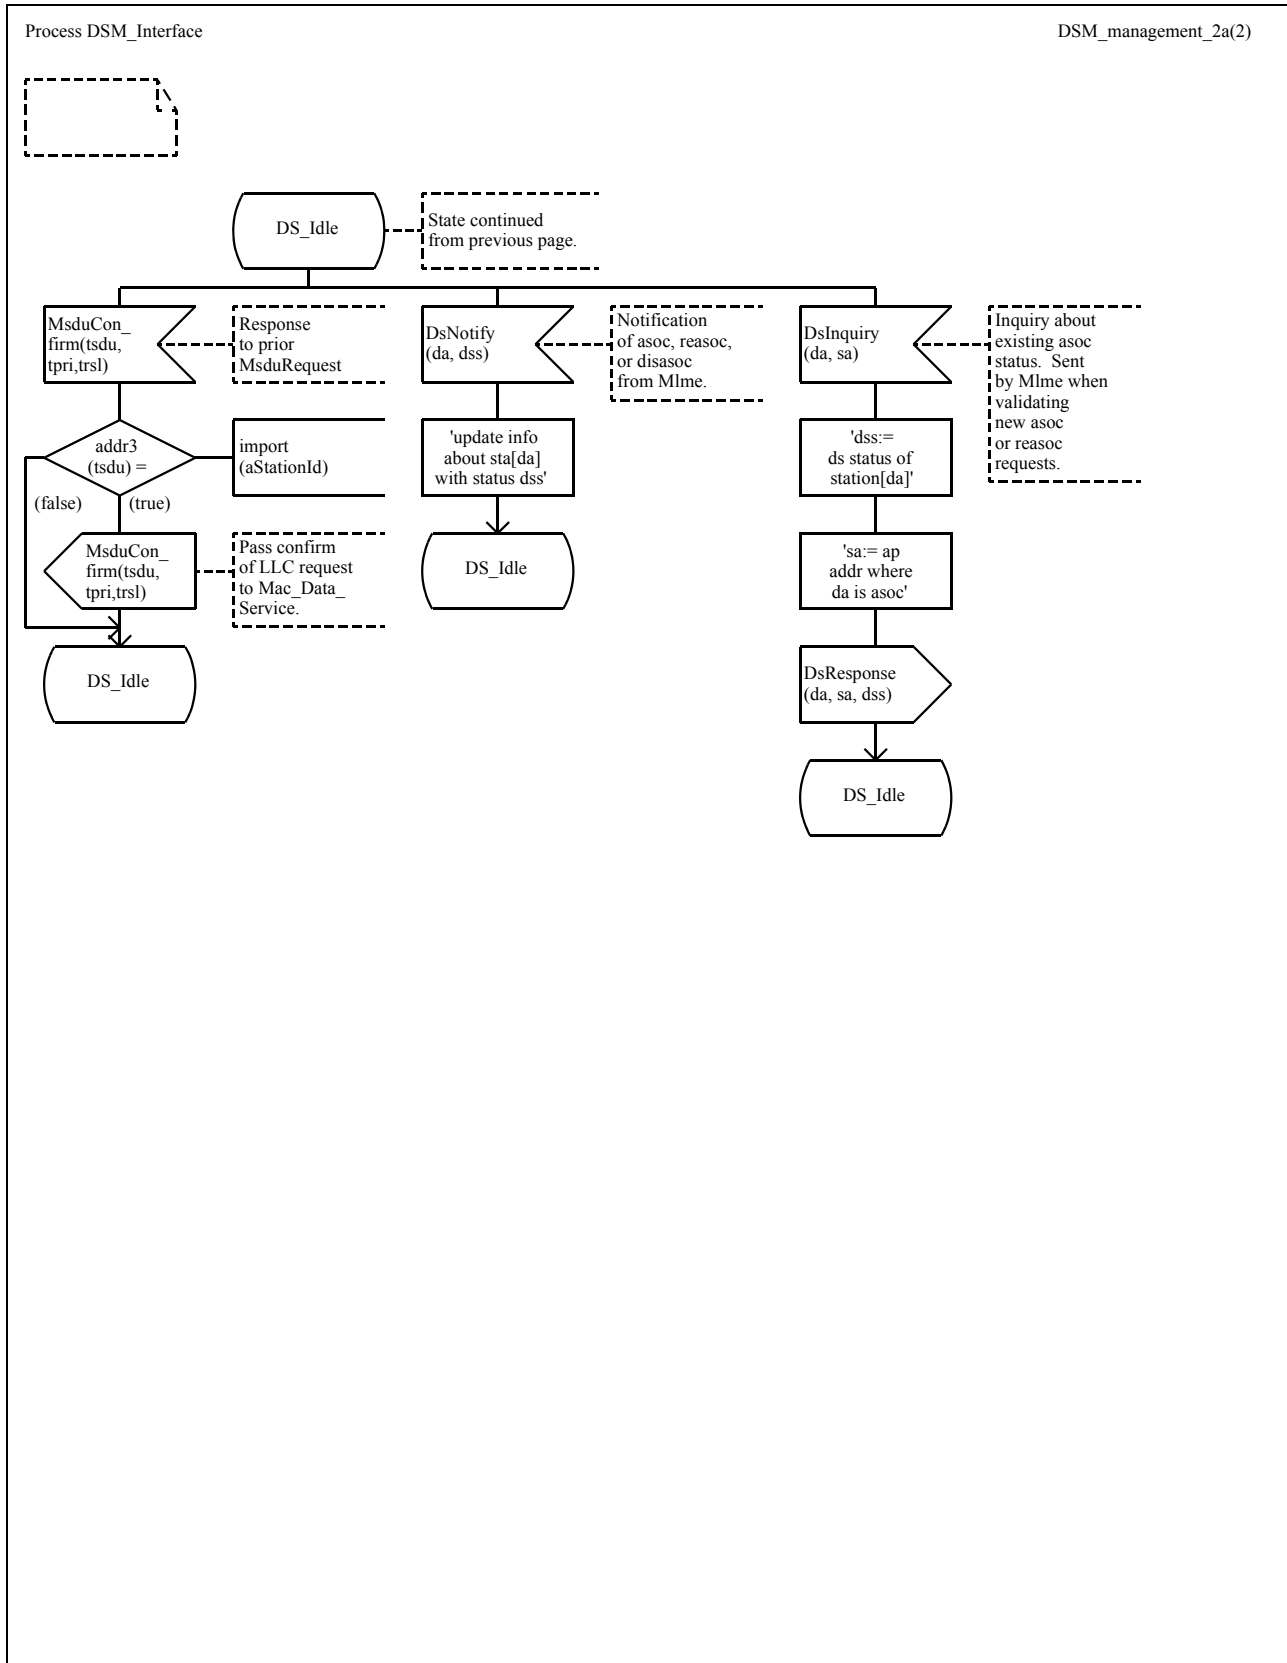 Process DSM_Interface
DSM_management_2a(2)
DS_Idle
State continued
from previous page.
MsduCon_
firm(tsdu,
tpri,trsl)
Response
to prior
MsduRequest
DsNotify
(da, dss)
Notification
of asoc, reasoc,
or disasoc
from Mlme.
DsInquiry
(da, sa)
Inquiry about
existing asoc
status.  Sent
by Mlme when
validating
new asoc
or reasoc
requests.
addr3
(tsdu) =
import
(aStationId)
(false)
(true)
'update info
about sta[da]
with status dss'
'dss:=
ds status of
station[da]'
MsduCon_
firm(tsdu,
tpri,trsl)
Pass confirm
of LLC request
to Mac_Data_
Service.
DS_Idle
'sa:= ap
addr where
da is asoc'
DS_Idle
DsResponse
(da, sa, dss)
DS_Idle